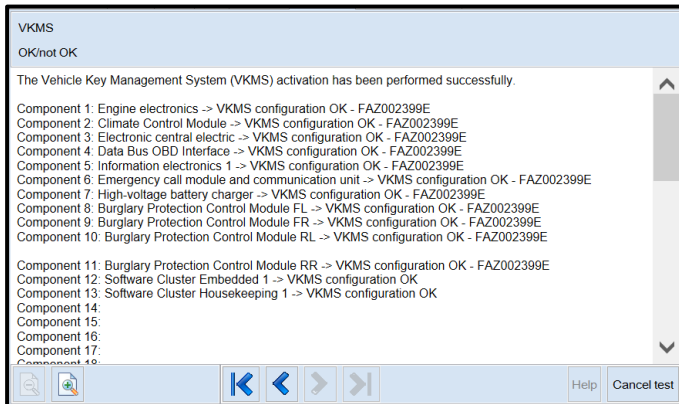 VKMS
OK/not OK
The Vehicle Key Management System (VKMS) activation has been performed successfully.
Component 1: Engine electronics -> VKMS configuration OK - FAZ002399E
Component 2: Climate Control Module -> VKMS configuration OK - FAZ002399E
Component 3: Electronic central electric -> VKMS configuration OK - FAZ002399E
Component 4: Data Bus OBD Interface -> VKMS configuration OK - FAZ002399E
Component 5: Information electronics 1 -> VKMS configuration OK - FAZ002399E
Component 6: Emergency call module and communication unit -> VKMS configuration OK - FAZ002399E
Component 7: High-voltage battery charger -> VKMS configuration OK - FAZ002399E
Component 8: Burglary Protection Control Module FL -> VKMS configuration OK - FAZ002399E
Component 9: Burglary Protection Control Module FR -> VKMS configuration OK - FAZ002399E
Component 10: Burglary Protection Control Module RL -> VKMS configuration OK - FAZ002399E
Component 11: Burglary Protection Control Module RR -> VKMS configuration OK - FAZ002399E
Component 12: Software Cluster Embedded 1 -> VKMS configuration OK
Component 13: Software Cluster Housekeeping 1 -> VKMS configuration OK
Component 14:
Component 15:
Component 16:
Component 17:
Component 18:
Help Cancel test